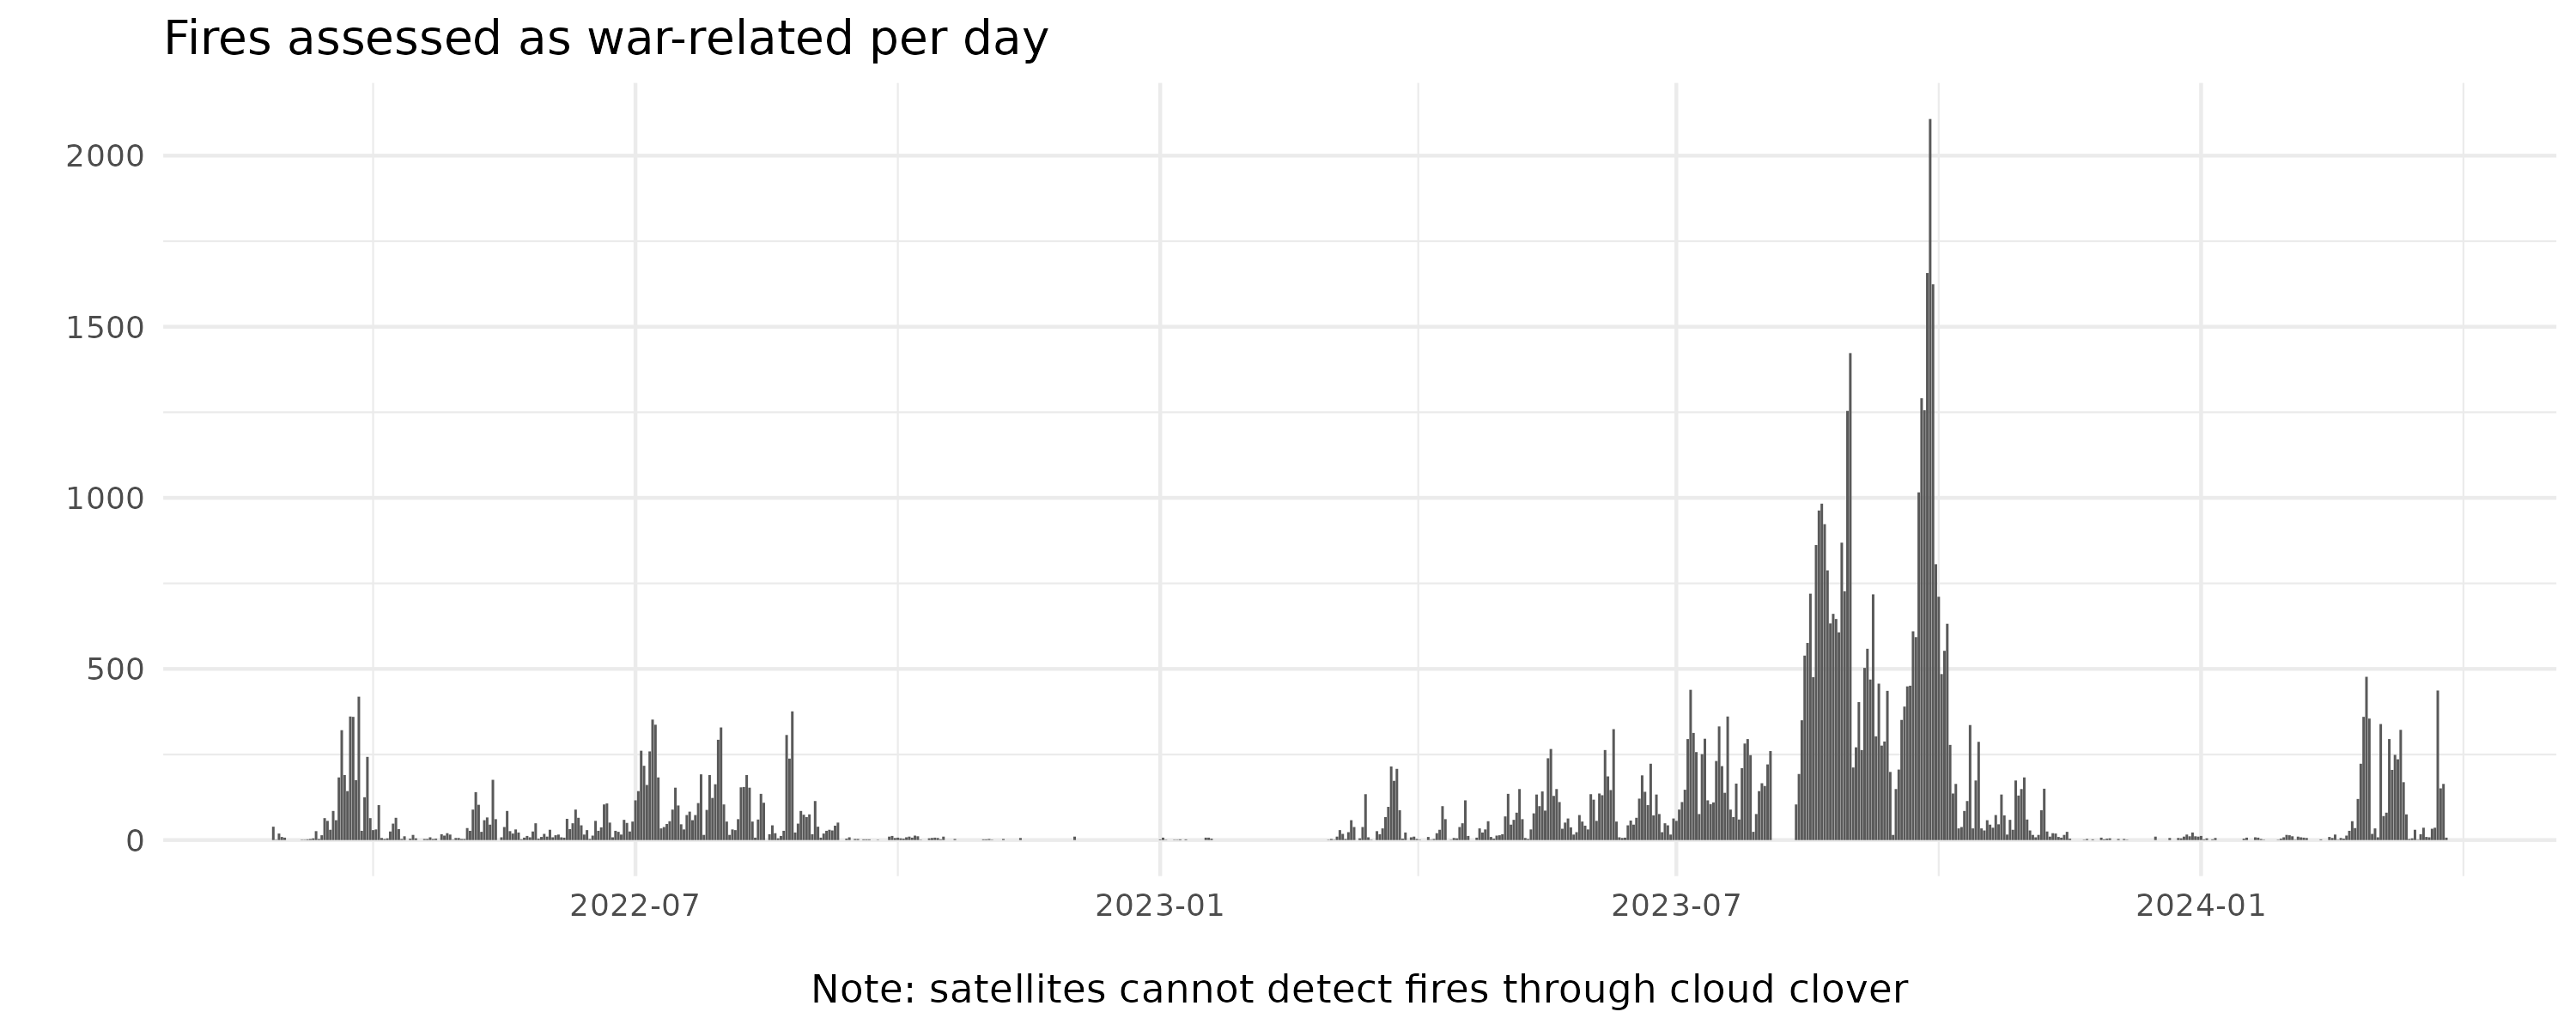 Fires assessed as war-related per day
2000
1500
1000
500
0
2022-07 2023-01 2023-07 2024-01
Note: satellites cannot detect fires through cloud clover